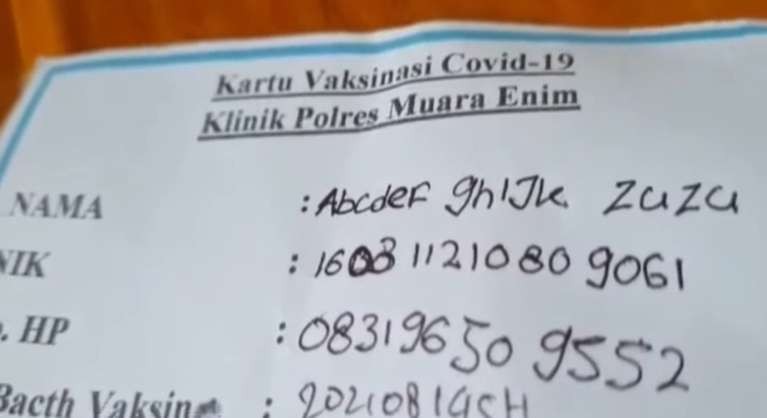 Kartu Vaksinasi Covid-19
Klinik Polres Muara Enim
NAMA : Abcdef ghIJK ZUZU
NIK :
HP : 083196509552
Bacth Vaksin :